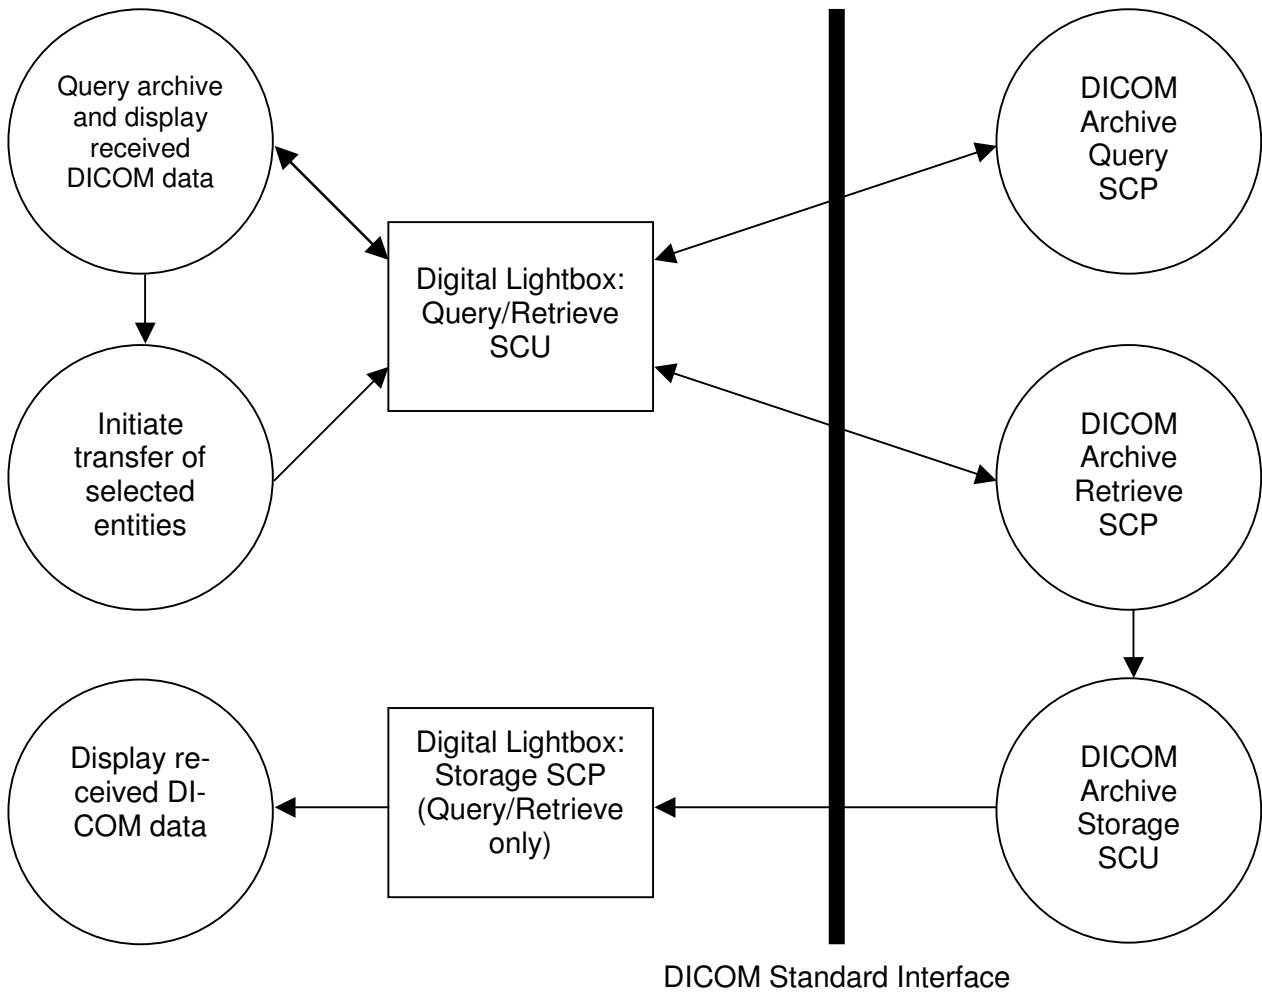 Query archive
and display
received
DICOM data
DICOM
Archive
Query
SCP
Digital Lightbox:
Query/Retrieve
SCU
Initiate
transfer of
selected
entities
DICOM
Archive
Retrieve
SCP
Display re-
ceived DI-
COM data
Digital Lightbox:
Storage SCP
(Query/Retrieve
only)
DICOM
Archive
Storage
SCU
DICOM Standard Interface